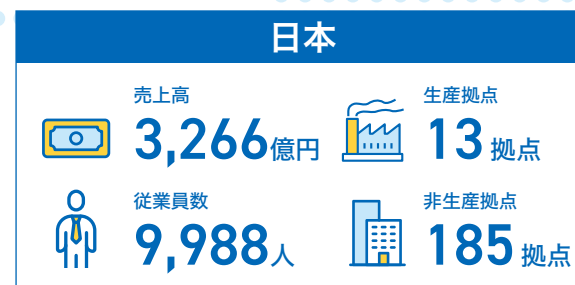 日本
売上高
3,266億円
生産拠点
13拠点
従業員数
9,988人
非生産拠点
185拠点